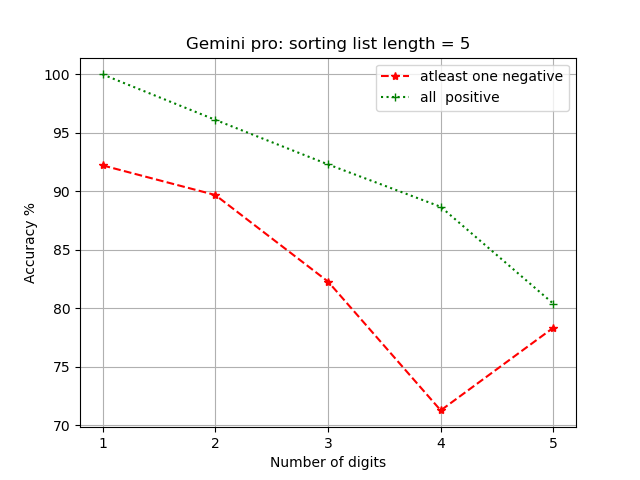 Gemini pro: sorting list length = 5
atleast one negative
all  positive
Accuracy %
100
95
90
85
80
75
70
1 2 3 4 5
Number of digits